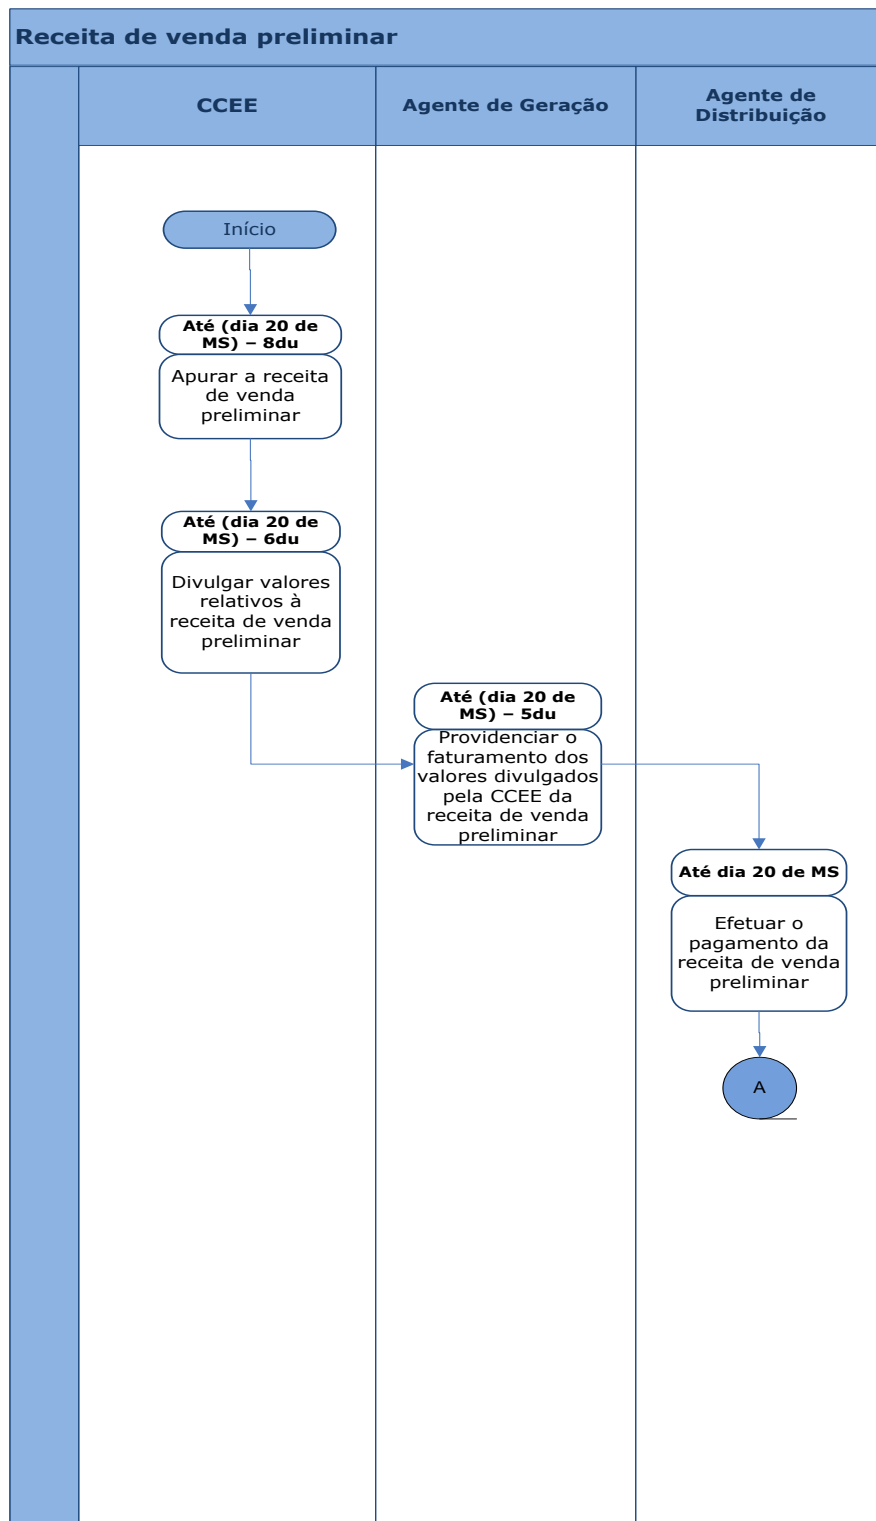 Receita de venda preliminar
CCEE
Agente de Geração
Agente de
Distribuição
Início
Até (dia 20 de
MS) – 8du
Apurar a receita
de venda
preliminar
Até (dia 20 de
MS) – 6du
Divulgar valores
relativos à
receita de venda
preliminar
Até (dia 20 de
MS) – 5du
Providenciar o
faturamento dos
valores divulgados
pela CCEE da
receita de venda
preliminar
Até dia 20 de MS
Efetuar o
pagamento da
receita de venda
preliminar
A